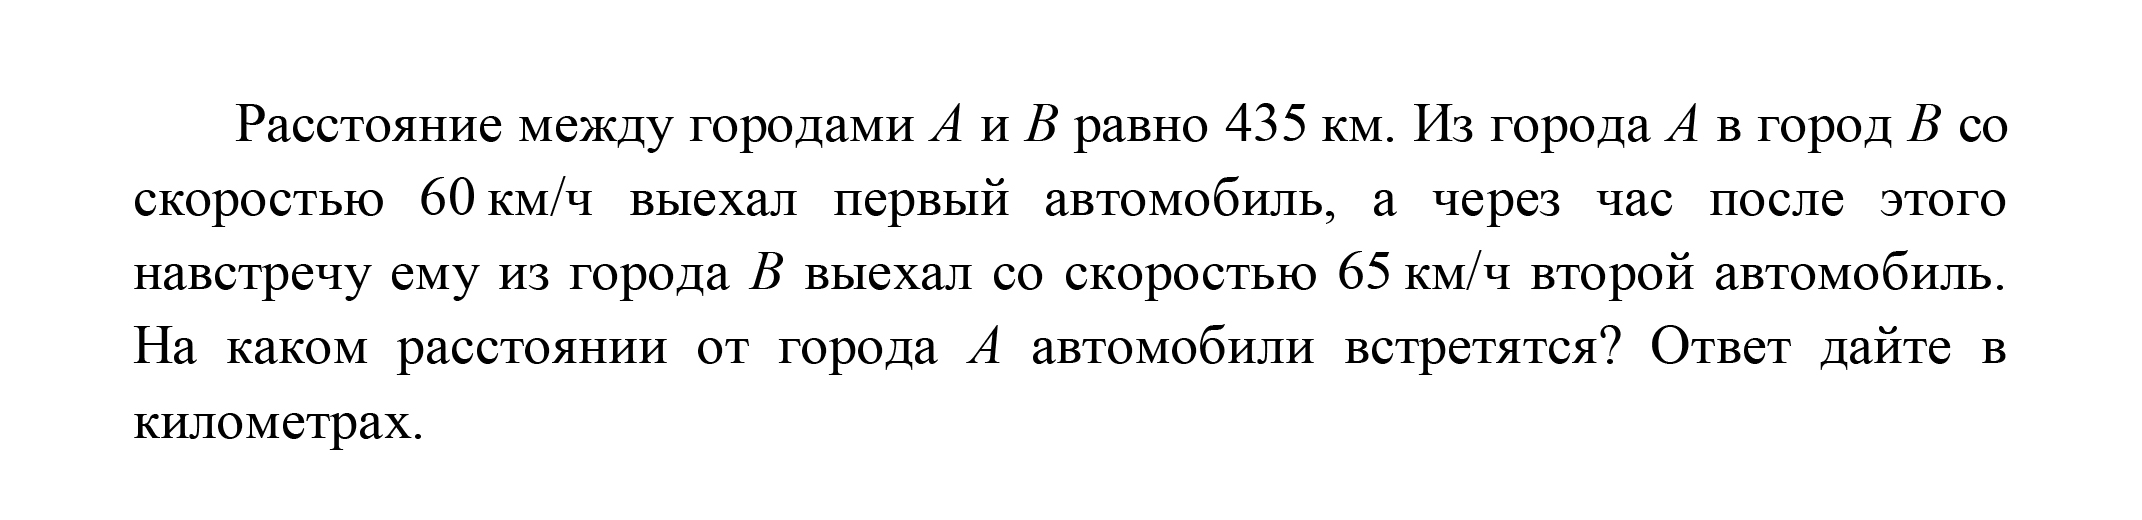 Расстояние между городами A и B равно 435 км. Из города A в город B со
скоростью 60 км/ч выехал первый автомобиль, а через час после этого
навстречу ему из города B выехал со скоростью 65 км/ч второй автомобиль.
На каком расстоянии от города A автомобили встретятся? Ответ дайте в
километрах.